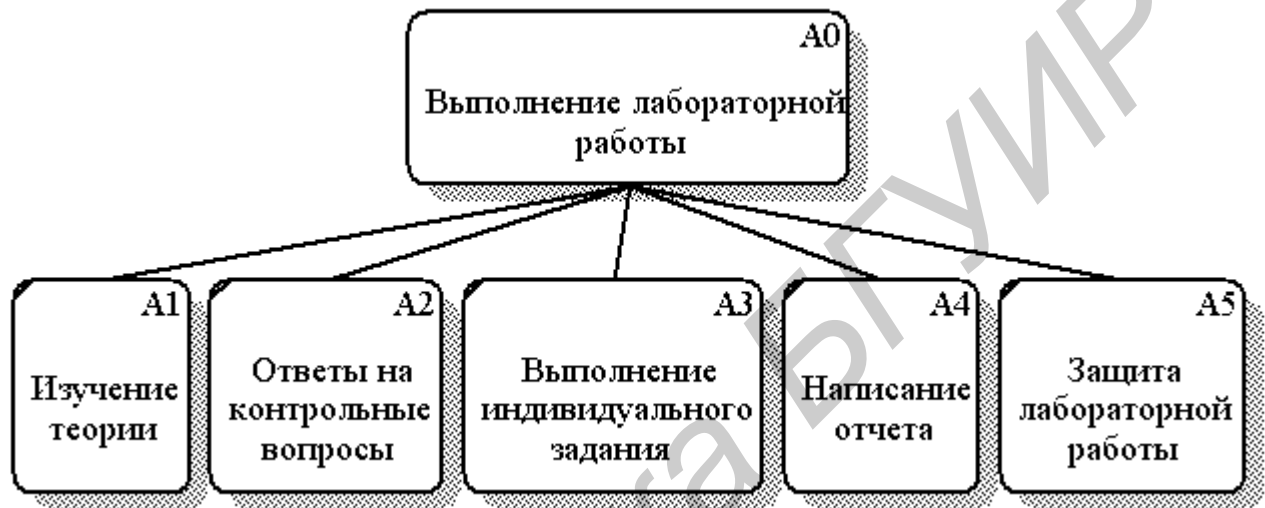 A0
Выполнение лабораторной
работы
A1
Изучение
теории
A2
Ответы на
контрольные
вопросы
A3
Выполнение
индивидуального
задания
A4
Написание
отчета
A5
Защита
лабораторной
работы
БГУИР